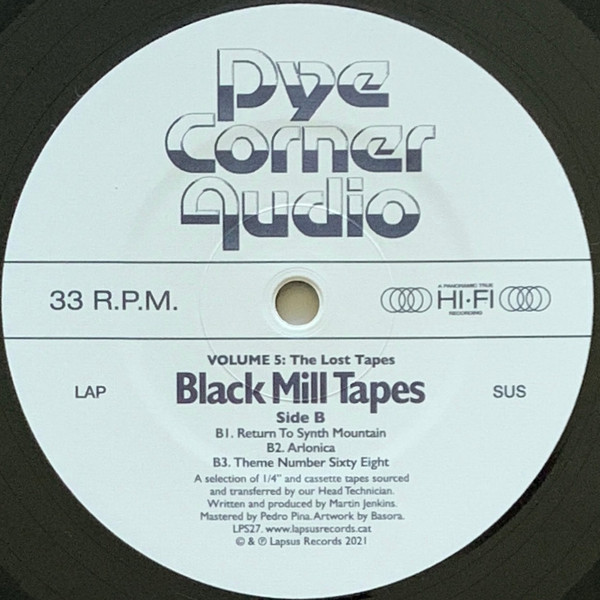 Pye
Corner
Audio
33 R.P.M.
A PANORAMIC TRUE
HI·FI
RECORDING
VOLUME 5: The Lost Tapes
LAP
Black Mill Tapes
SUS
Side B
B1. Return To Synth Mountain
B2. Arlonica
B3. Theme Number Sixty Eight
A selection of 1/4" and cassette tapes sourced
and transferred by our Head Technician.
Written and produced by Martin Jenkins.
Mastered by Pedro Pina. Artwork by Basora.
LPS27. www.lapsusrecords.cat
© & ℗ Lapsus Records 2021